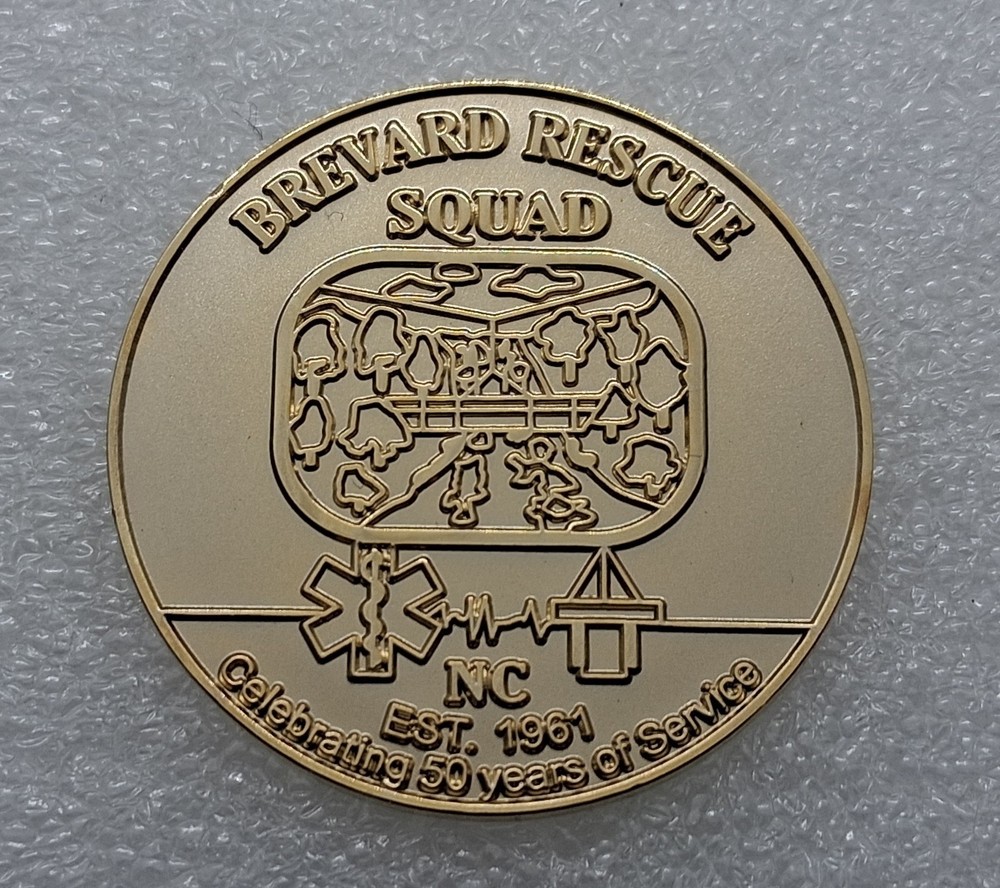 BREVARD RESCUE
SQUAD
NC
EST. 1961
Celebrating 50 years of Service